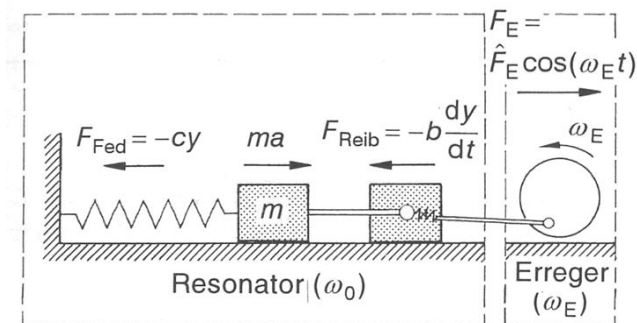 F_E =
F̂_E cos(ω_E t)
F_Fed = −cy
ma
F_Reib = −b dy/dt
ω_E
m
Resonator (ω_0)
Erreger
(ω_E)